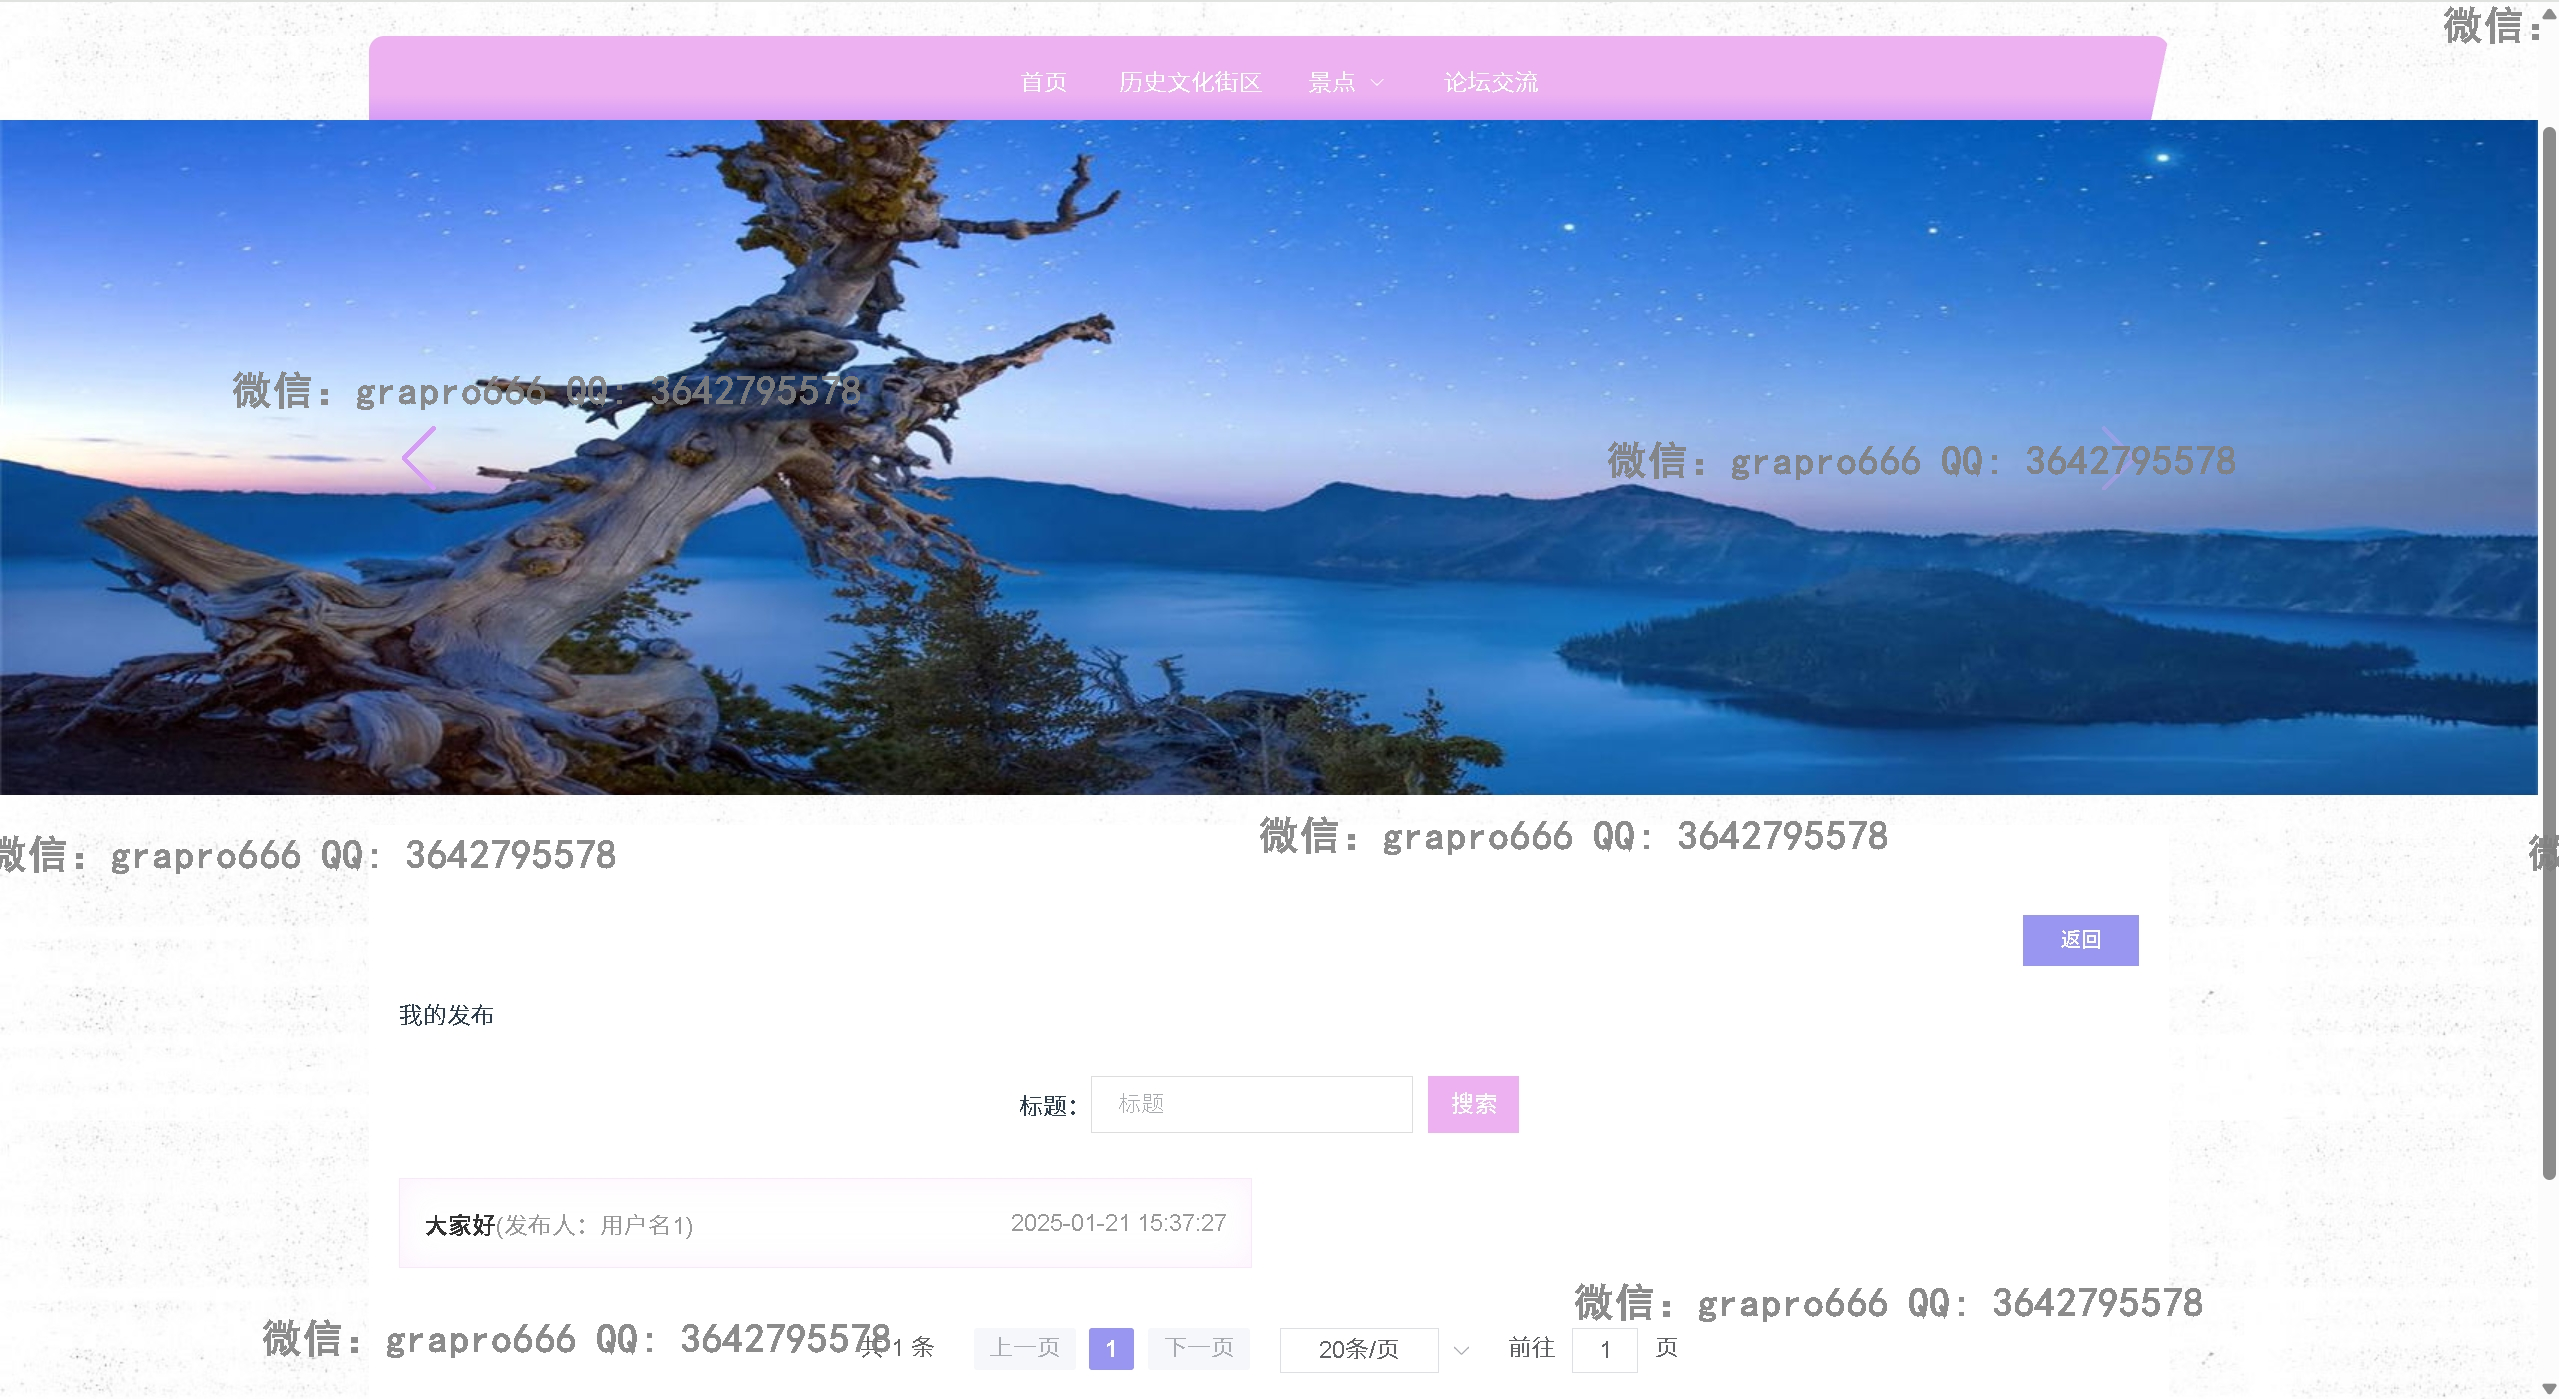 微信:
首页 历史文化街区 景点 论坛交流
微信: grapro666 QQ: 3642795578
微信: grapro666 QQ: 3642795578
微信: grapro666 QQ: 3642795578
微信: grapro666 QQ: 3642795578
微
返回
我的发布
标题: 标题 搜索
大家好(发布人：用户名1) 2025-01-21 15:37:27
微信: grapro666 QQ: 3642795578
微信: grapro666 QQ: 3642795578
共 1 条 上一页 1 下一页 20条/页 前往 1 页